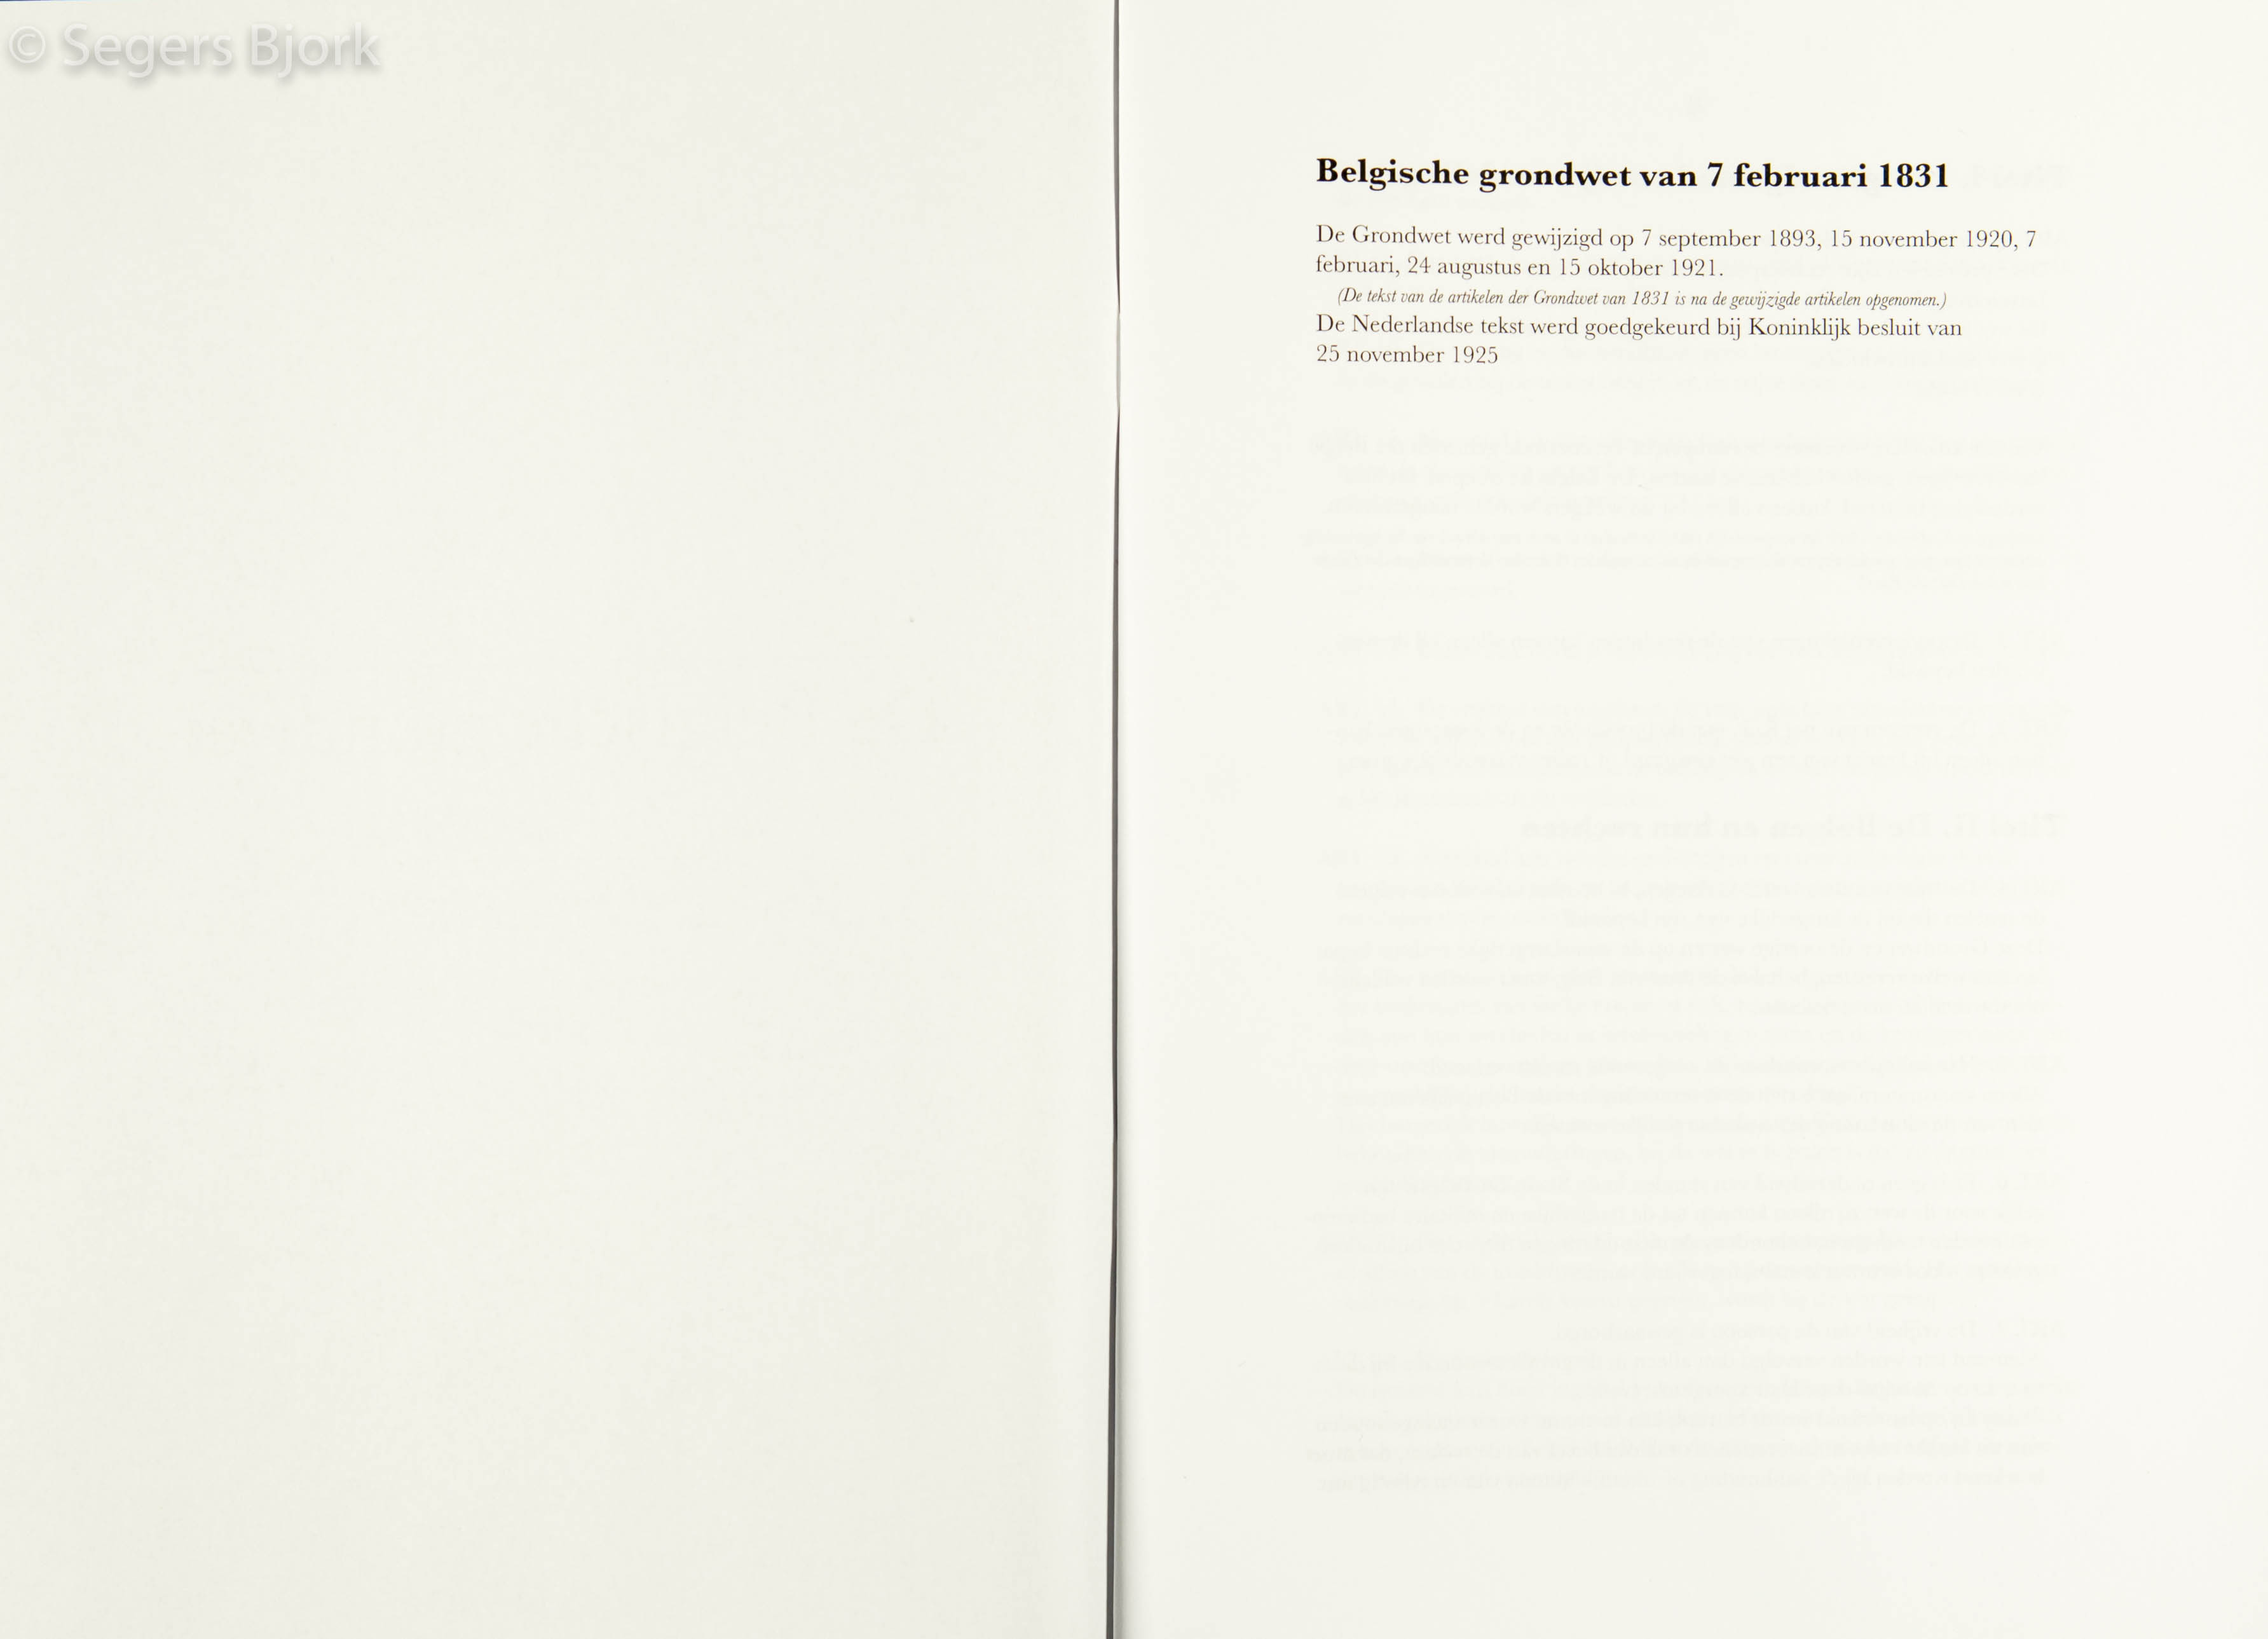 © Segers Bjork
Belgische grondwet van 7 februari 1831
De Grondwet werd gewijzigd op 7 september 1893, 15 november 1920, 7
februari, 24 augustus en 15 oktober 1921.
(De tekst van de artikelen der Grondwet van 1831 is na de gewijzigde artikelen opgenomen.)
De Nederlandse tekst werd goedgekeurd bij Koninklijk besluit van
25 november 1925